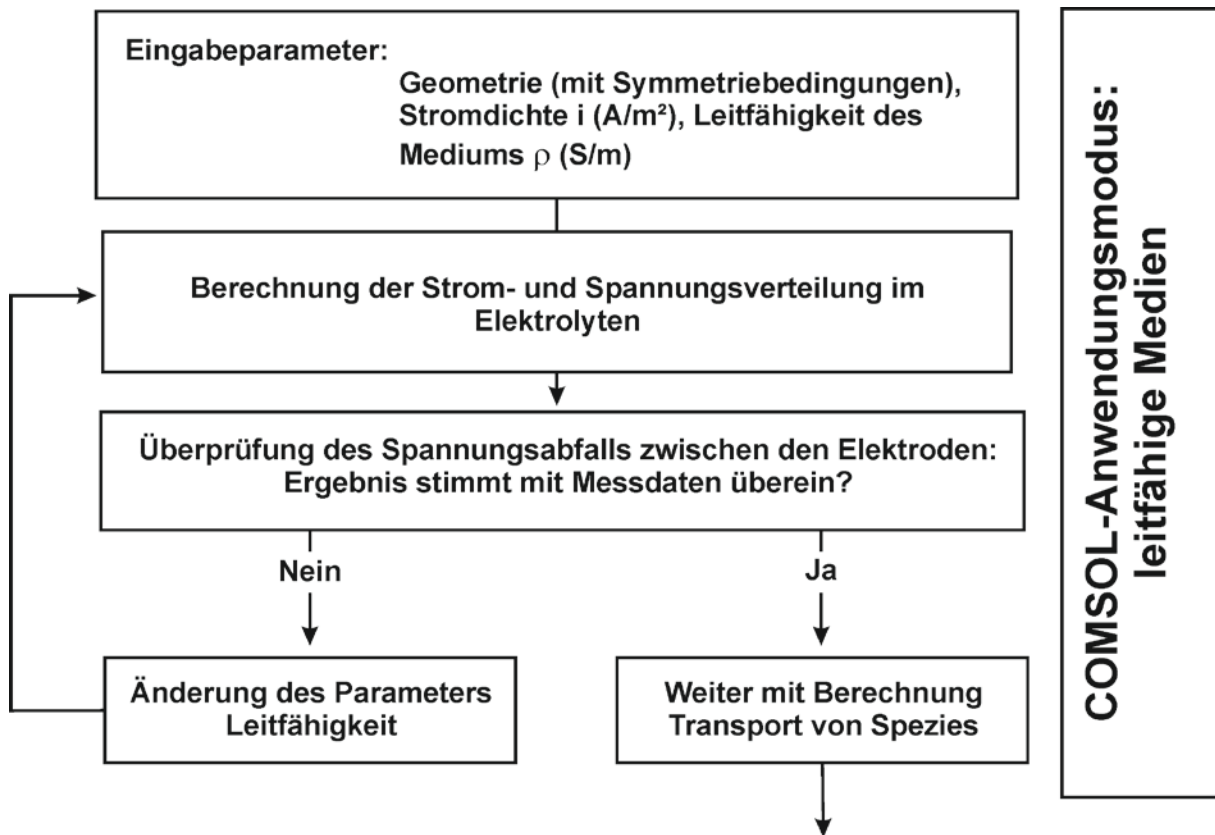 Eingabeparameter:
Geometrie (mit Symmetriebedingungen),
Stromdichte i (A/m²), Leitfähigkeit des
Mediums ρ (S/m)
Berechnung der Strom- und Spannungsverteilung im
Elektrolyten
Überprüfung des Spannungsabfalls zwischen den Elektroden:
Ergebnis stimmt mit Messdaten überein?
Nein
Ja
Änderung des Parameters
Leitfähigkeit
Weiter mit Berechnung
Transport von Spezies
COMSOL-Anwendungsmodus:
leitfähige Medien